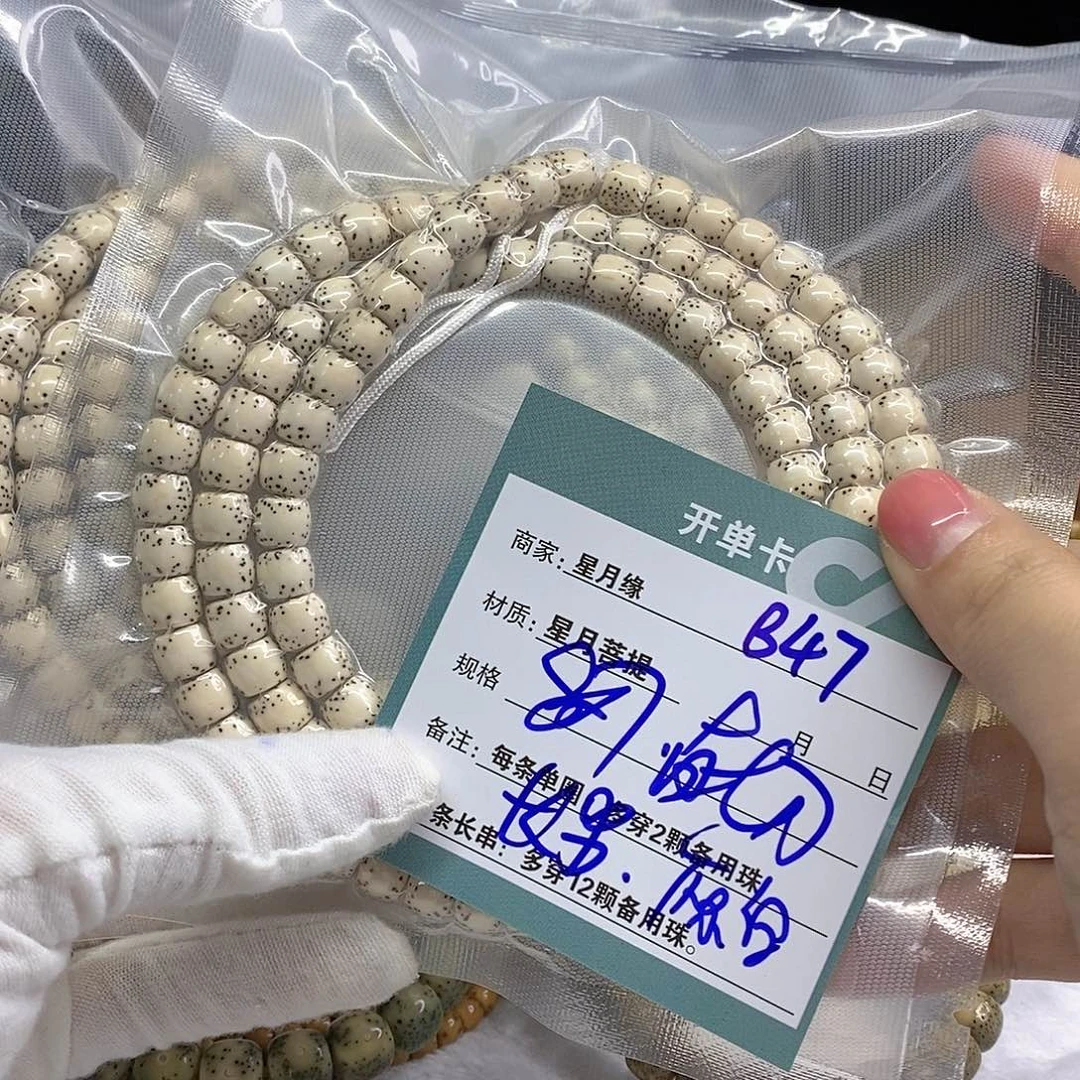 开单卡
商家：星月缘
B47
材质：星月菩提
规格
月 日
备注：每条单圈 多穿2颗备用珠
条长串：多穿12颗备用珠。